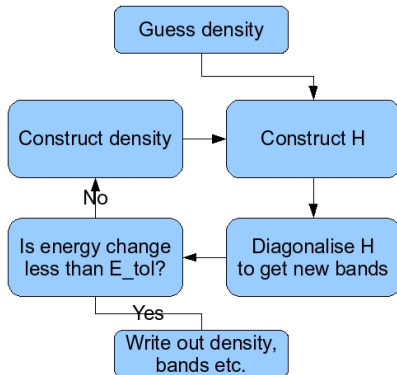 Guess density
Construct density
Construct H
No
Is energy change
less than E_tol?
Diagonalise H
to get new bands
Yes
Write out density,
bands etc.